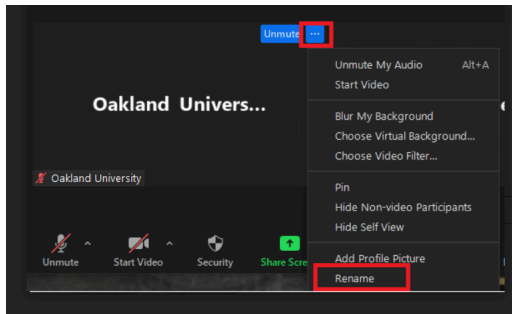 Unmute ...
Unmute My Audio Alt+A
Start Video
Oakland Univers...
Blur My Background
Choose Virtual Background...
Choose Video Filter...
Oakland University
Pin
Hide Non-video Participants
Hide Self View
Unmute Start Video Security Share Scre
Add Profile Picture
Rename